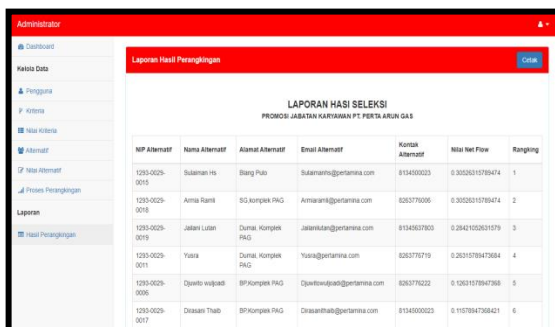 Administrator
Dashboard
Kelola Data
Pengguna
Kriteria
Nilai Kriteria
Alternatif
Nilai Alternatif
Proses Perangkingan
Laporan
Hasil Perangkingan
Laporan Hasil Perangkingan
Cetak
LAPORAN HASI SELEKSI
PROMOSI JABATAN KARYAWAN PT. PERTA ARUN GAS
NIP Alternatif Nama Alternatif Alamat Alternatif Email Alternatif Kontak Alternatif Nilai Net Flow Rangking
1293-0029-0015 Sulaiman Hs Blang Pulo Sulaimanhs@pertamina.com 8134500023 0.30526315789474 1
1293-0029-0018 Armia Ramli SG,komplek PAG Armiaramli@pertamina.com 8263776006 0.30526315789474 2
1293-0029-0019 Jailani Lutan Dumai, Komplek PAG Jailanilutan@pertamina.com 81345637803 0.28421052631579 3
1293-0029-0011 Yusra Dumai, Komplek PAG Yusra@pertamina.com 8263776719 0.26315789473684 4
1293-0029-0006 Djuwito wuljoadi BP,Komplek PAG Djuwitowuljoadi@pertamina.com 8263776222 0.12631578947368 5
1293-0029-0017 Dirasani Thaib BP,Komplek PAG Dirasanithaib@pertamina.com 81345000023 0.11578947368421 6